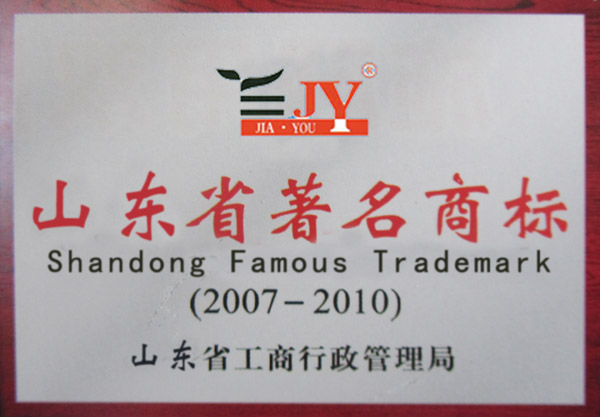 JY®
JIA·YOU
山东省著名商标
Shandong Famous Trademark
(2007-2010)
山东省工商行政管理局